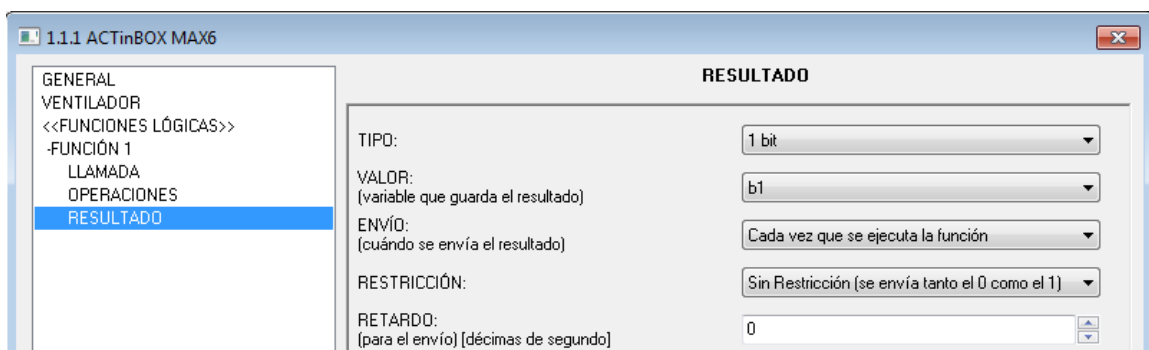 1.1.1 ACTinBOX MAX6
GENERAL
VENTILADOR
<<FUNCIONES LÓGICAS>>
-FUNCIÓN 1
LLAMADA
OPERACIONES
RESULTADO
RESULTADO
TIPO:
1 bit
VALOR:
(variable que guarda el resultado)
b1
ENVÍO:
(cuándo se envía el resultado)
Cada vez que se ejecuta la función
RESTRICCIÓN:
Sin Restricción (se envía tanto el 0 como el 1)
RETARDO:
(para el envío) [décimas de segundo]
0